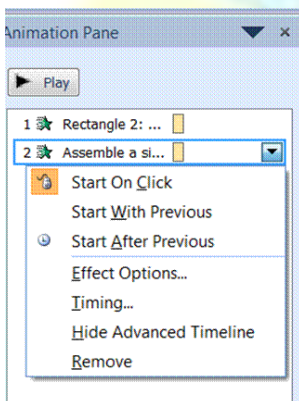 Animation Pane
Play
1 Rectangle 2: ...
2 Assemble a si...
Start On Click
Start With Previous
Start After Previous
Effect Options...
Timing...
Hide Advanced Timeline
Remove